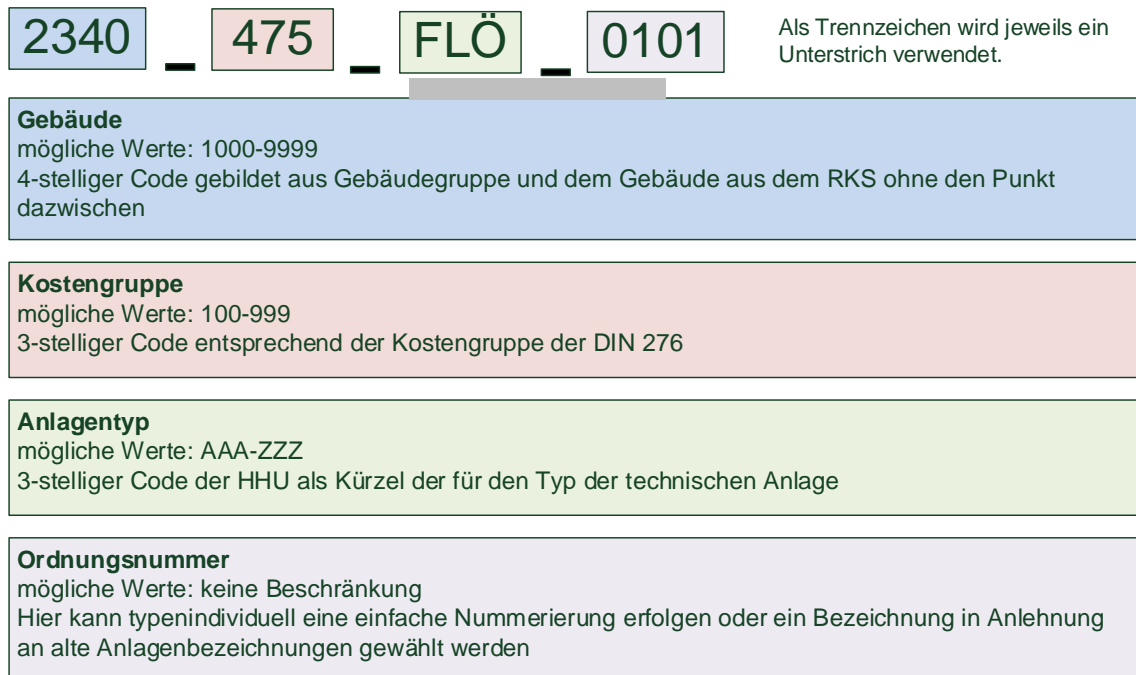 2340 _ 475 _ FLÖ _ 0101
Als Trennzeichen wird jeweils ein
Unterstrich verwendet.
Gebäude
mögliche Werte: 1000-9999
4-stelliger Code gebildet aus Gebäudegruppe und dem Gebäude aus dem RKS ohne den Punkt
dazwischen
Kostengruppe
mögliche Werte: 100-999
3-stelliger Code entsprechend der Kostengruppe der DIN 276
Anlagentyp
mögliche Werte: AAA-ZZZ
3-stelliger Code der HHU als Kürzel der für den Typ der technischen Anlage
Ordnungsnummer
mögliche Werte: keine Beschränkung
Hier kann typenindividuell eine einfache Nummerierung erfolgen oder ein Bezeichnung in Anlehnung
an alte Anlagenbezeichnungen gewählt werden